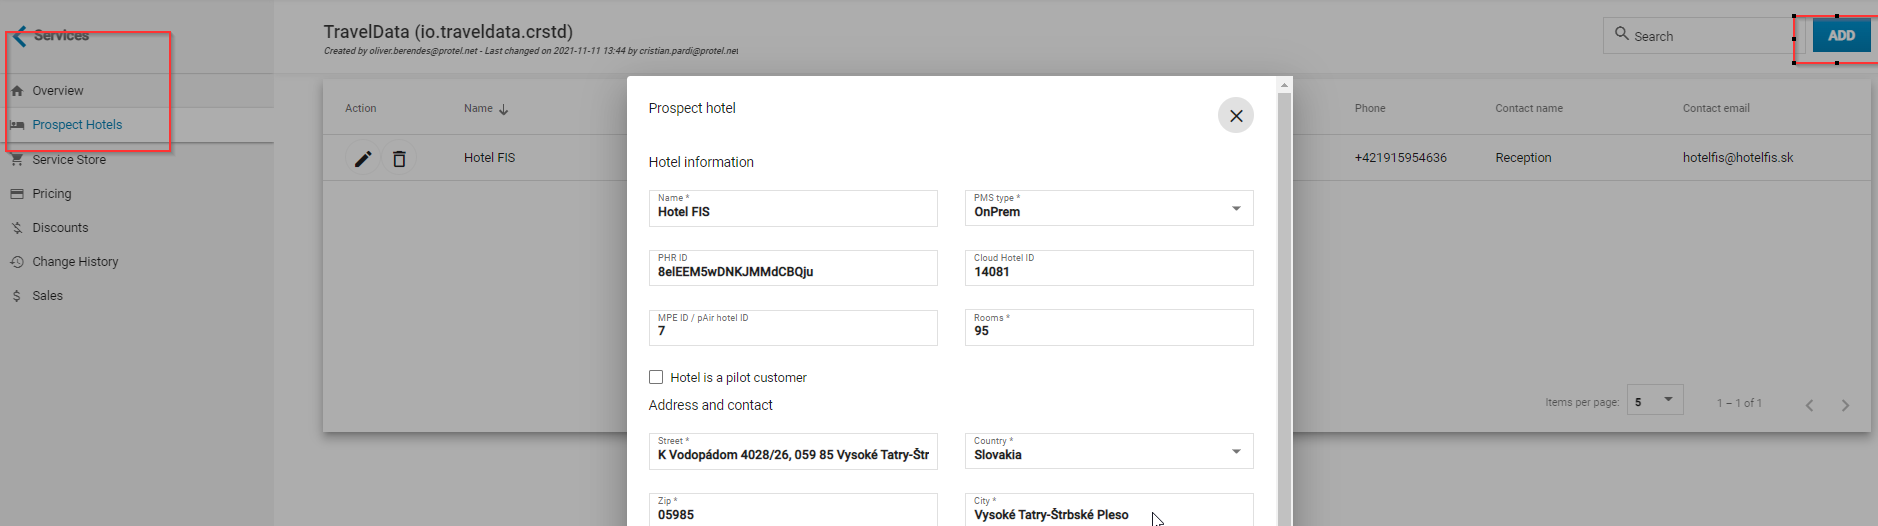 Services
Overview
Prospect Hotels
Service Store
Pricing
Discounts
Change History
Sales
TravelData (io.traveldata.crstd)
Created by oliver.berendes@protel.net - Last changed on 2021-11-11 13:44 by cristian.pardi@protel.net
Search
ADD
Action Name Phone Contact name Contact email
Hotel FIS +421915954636 Reception hotelfis@hotelfis.sk
Items per page: 5 1 – 1 of 1
Prospect hotel
Hotel information
Name * PMS type *
Hotel FIS OnPrem
PHR ID Cloud Hotel ID
8elEEM5wDNKJMMdCBQju 14081
MPE ID / pAir hotel ID Rooms *
7 95
Hotel is a pilot customer
Address and contact
Street * Country *
K Vodopádom 4028/26, 059 85 Vysoké Tatry-Štr Slovakia
Zip * City *
05985 Vysoké Tatry-Štrbské Pleso